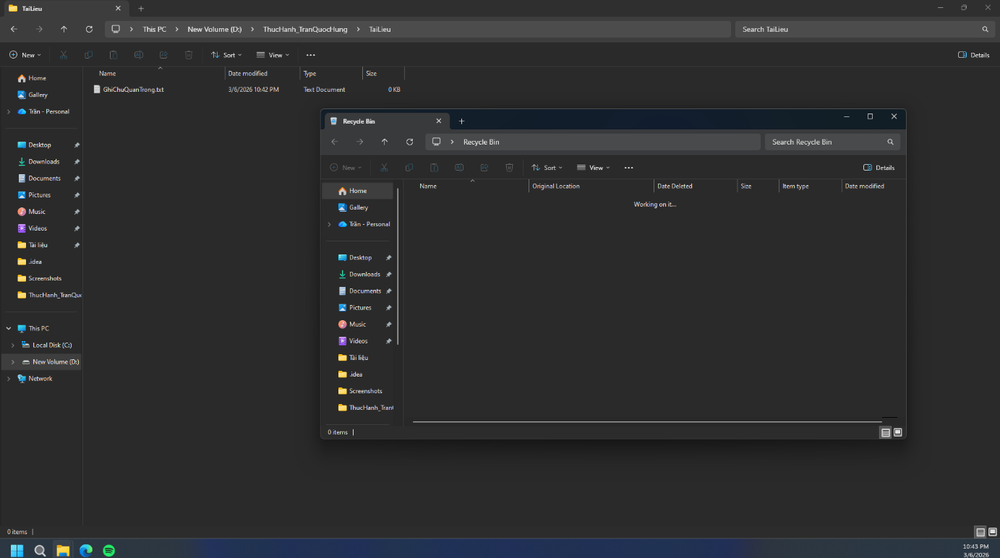 TaiLieu
This PC > New Volume (D:) > ThucHanh_TranQuocHung > TaiLieu
Search TaiLieu
New
Sort
View
Details
Home
Gallery
Trần - Personal
Desktop
Downloads
Documents
Pictures
Music
Videos
Tài liệu
.idea
Screenshots
ThucHanh_TranQuo
This PC
Local Disk (C:)
New Volume (D:)
Network
Name Date modified Type Size
GhiChuQuanTrong.txt 3/6/2026 10:42 PM Text Document 0 KB
Recycle Bin
Recycle Bin
Search Recycle Bin
New
Sort
View
Details
Home
Gallery
Trần - Personal
Desktop
Downloads
Documents
Pictures
Music
Videos
Tài liệu
.idea
Screenshots
ThucHanh_Tran
Name Original Location Date Deleted Size Item type Date modified
Working on it...
0 items
0 items
10:43 PM
3/6/2026